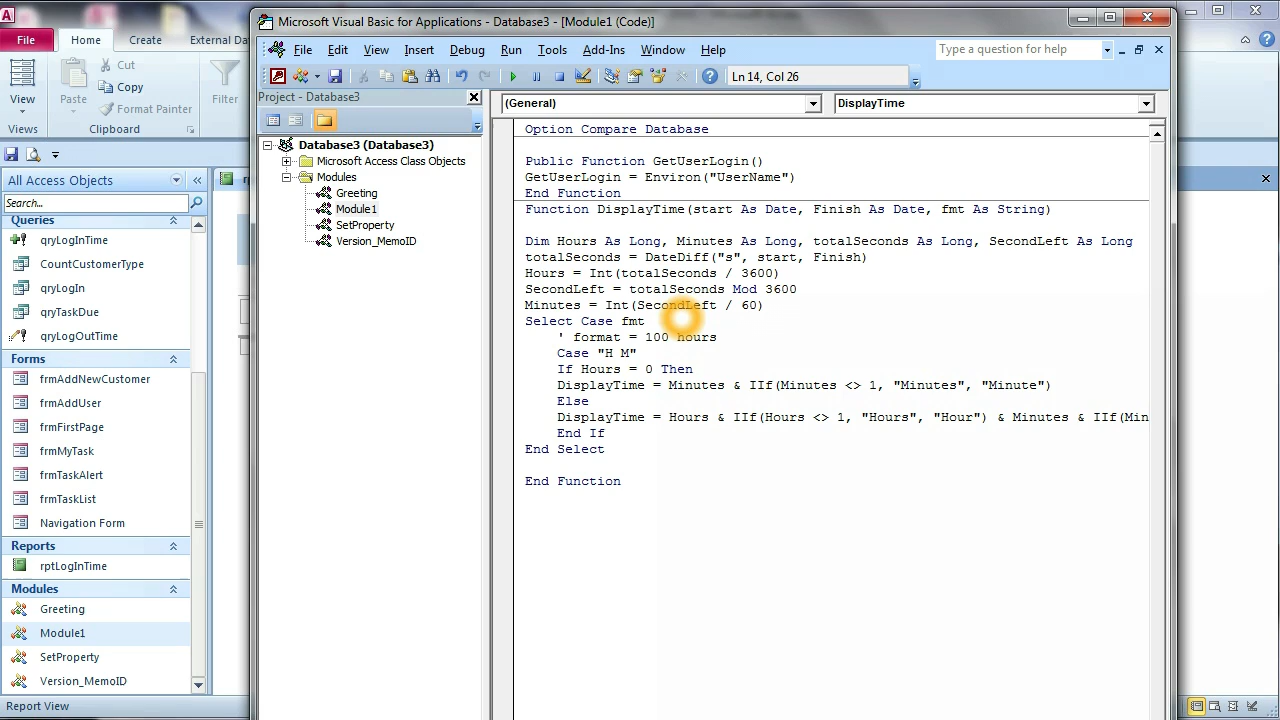 Microsoft Visual Basic for Applications - Database3 - [Module1 (Code)]
File Home Create External Da
File Edit View Insert Debug Run Tools Add-Ins Window Help
Type a question for help
View
Views
Paste
Cut
Copy
Format Painter
Clipboard
Filter
Ln 14, Col 26
Project - Database3
(General)
DisplayTime
Database3 (Database3)
Microsoft Access Class Objects
Modules
Greeting
Module1
SetProperty
Version_MemoID
All Access Objects
Search...
Queries
qryLogInTime
CountCustomerType
qryLogIn
qryTaskDue
qryLogOutTime
Forms
frmAddNewCustomer
frmAddUser
frmFirstPage
frmMyTask
frmTaskAlert
frmTaskList
Navigation Form
Reports
rptLogInTime
Modules
Greeting
Module1
SetProperty
Version_MemoID
Report View
Option Compare Database
Public Function GetUserLogin()
GetUserLogin = Environ("UserName")
End Function
Function DisplayTime(start As Date, Finish As Date, fmt As String)
Dim Hours As Long, Minutes As Long, totalSeconds As Long, SecondLeft As Long
totalSeconds = DateDiff("s", start, Finish)
Hours = Int(totalSeconds / 3600)
SecondLeft = totalSeconds Mod 3600
Minutes = Int(SecondLeft / 60)
Select Case fmt
' format = 100 hours
Case "H M"
If Hours = 0 Then
DisplayTime = Minutes & IIf(Minutes <> 1, "Minutes", "Minute")
Else
DisplayTime = Hours & IIf(Hours <> 1, "Hours", "Hour") & Minutes & IIf(Min
End If
End Select
End Function